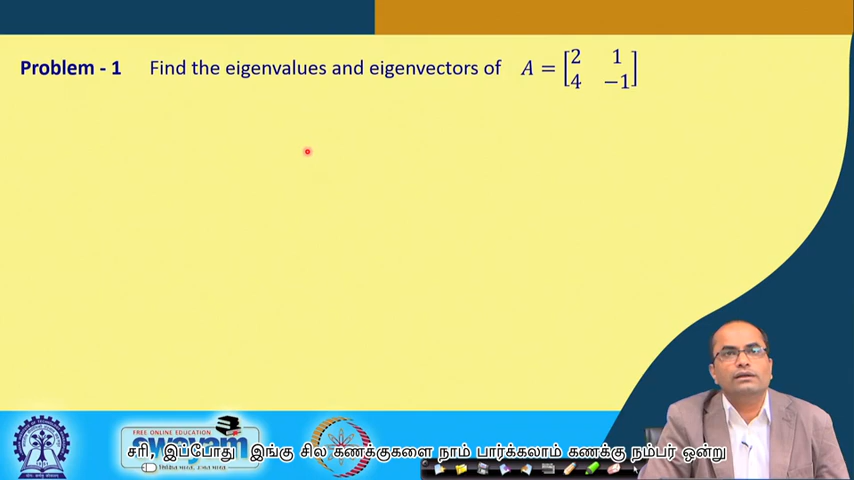 Problem - 1 Find the eigenvalues and eigenvectors of A = [2 1
4 −1]
FREE ONLINE EDUCATION
swayam
சரி, இப்போது இங்கு சில கணக்குகளை நாம் பார்க்கலாம் கணக்கு நம்பர் ஒன்று